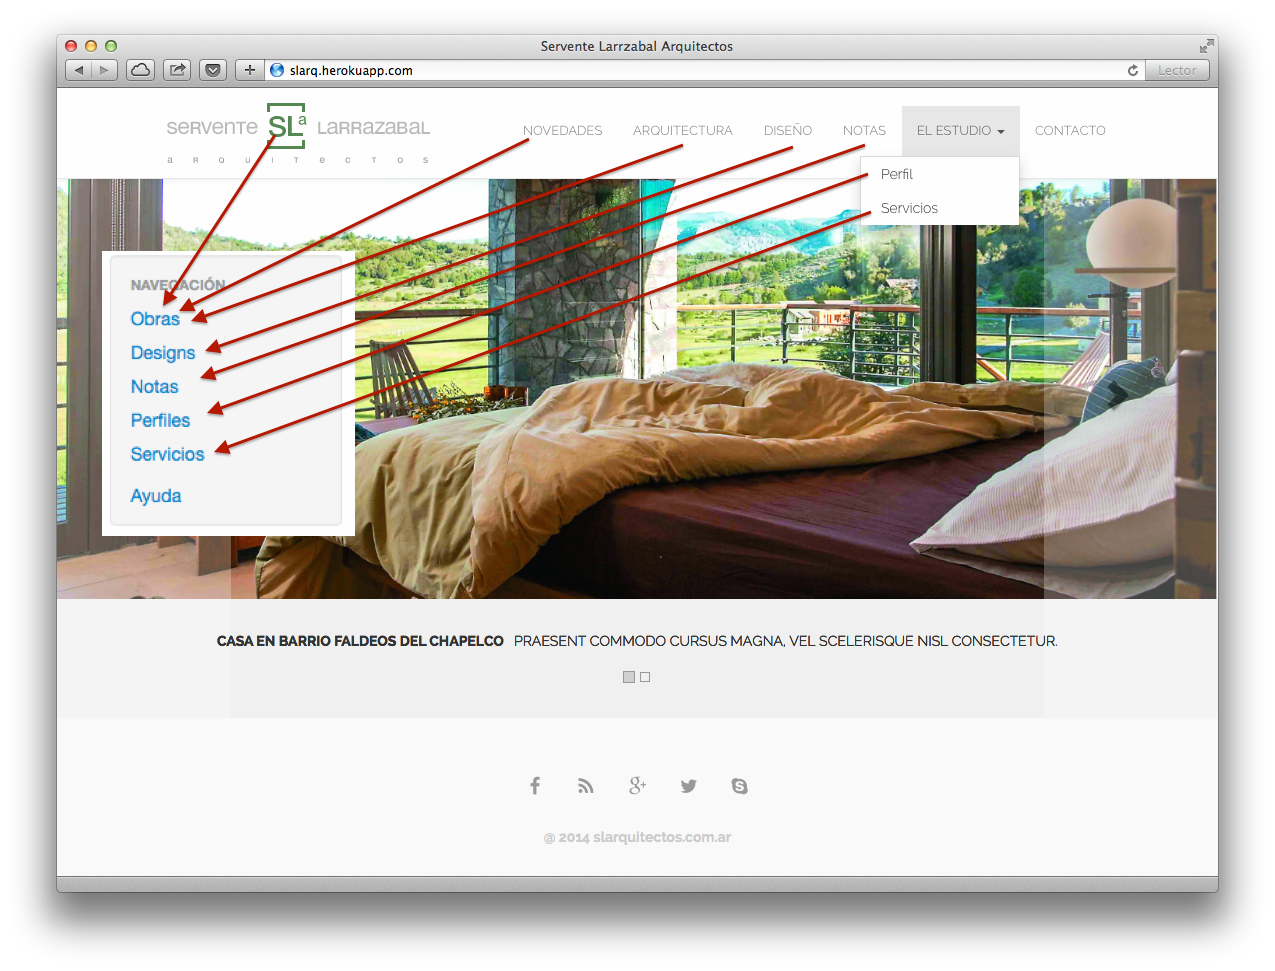 Servente Larrzabal Arquitectos
slarq.herokuapp.com
Lector
servente SLa Larrazabal
arquitectos
NOVEDADES ARQUITECTURA DISEÑO NOTAS EL ESTUDIO CONTACTO
Perfil
Servicios
NAVEGACIÓN
Obras
Designs
Notas
Perfiles
Servicios
Ayuda
CASA EN BARRIO FALDEOS DEL CHAPELCO PRAESENT COMMODO CURSUS MAGNA, VEL SCELERISQUE NISL CONSECTETUR.
@ 2014 slarquitectos.com.ar